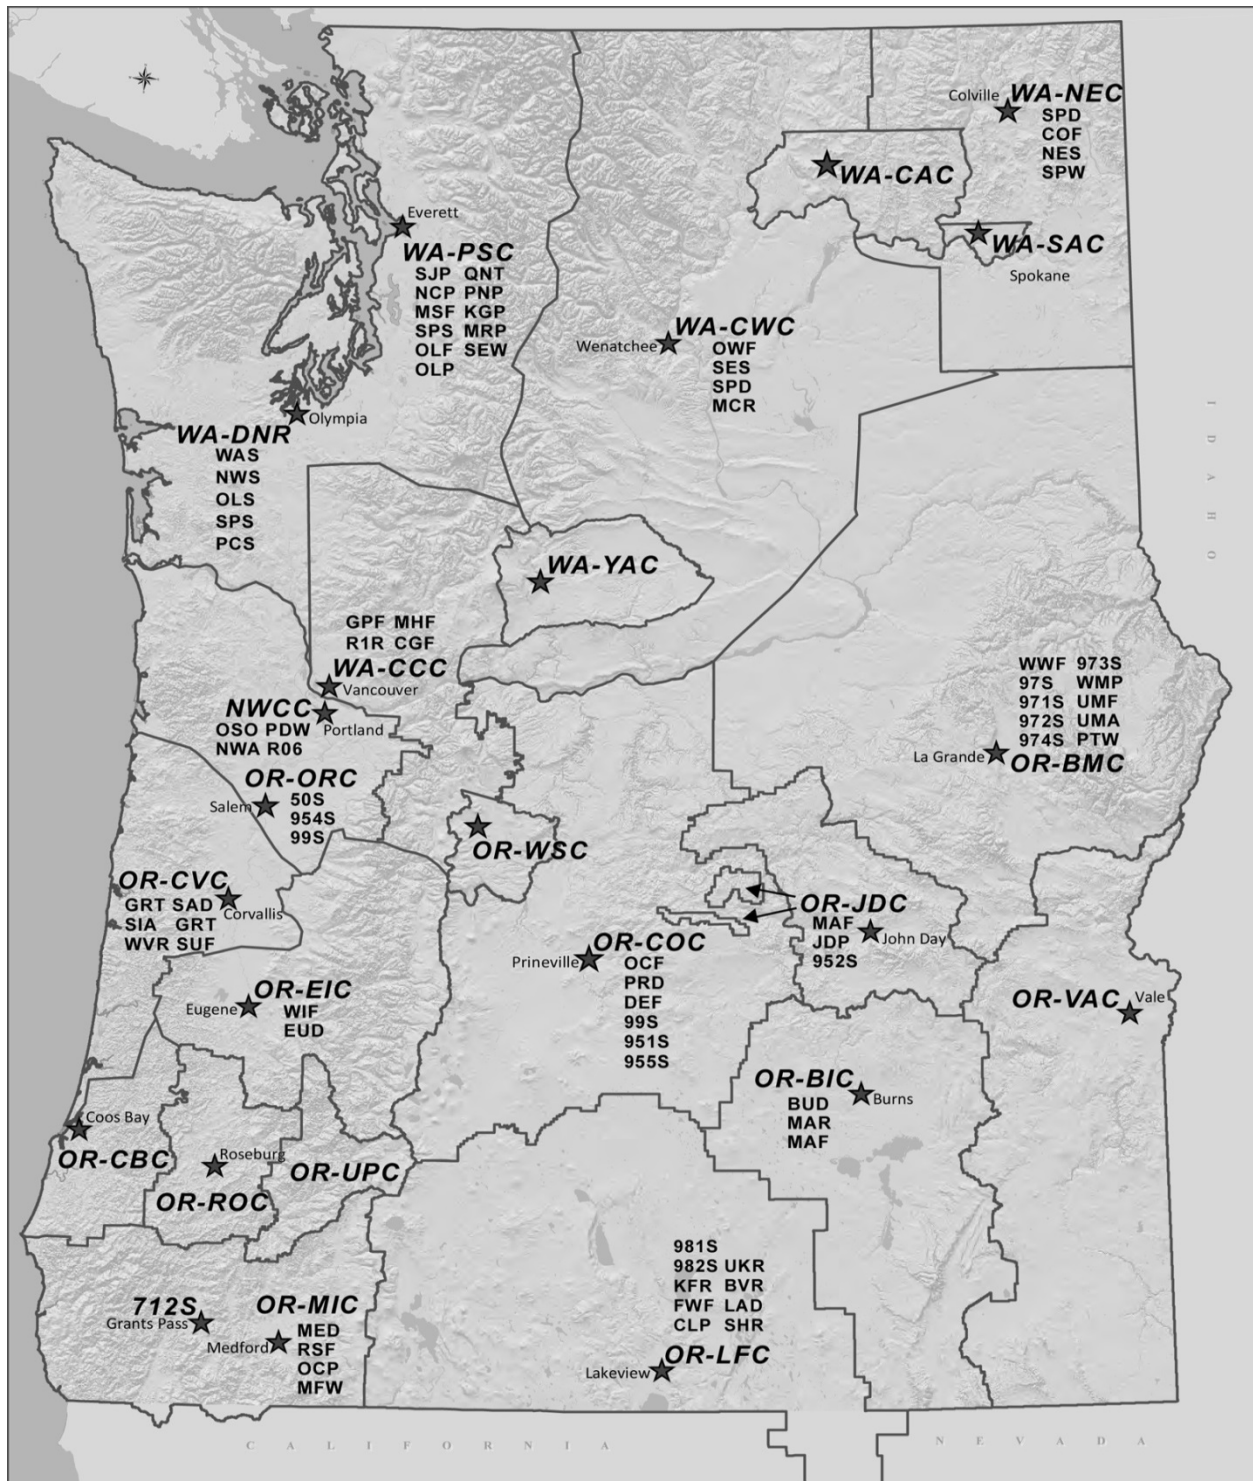 Colville
WA-NEC
SPD
COF
NES
SPW
WA-CAC
WA-SAC
Spokane
Everett
WA-PSC
SJP QNT
NCP PNP
MSF KGP
SPS MRP
OLF SEW
OLP
Wenatchee
WA-CWC
OWF
SES
SPD
MCR
Olympia
WA-DNR
WAS
NWS
OLS
SPS
PCS
IDAHO
WA-YAC
GPF MHF
R1R CGF
WA-CCC
Vancouver
NWCC
Portland
OSO PDW
NWA R06
OR-ORC
Salem
50S
954S
99S
WWF 973S
97S WMP
971S UMF
972S UMA
974S PTW
La Grande
OR-BMC
OR-WSC
OR-CVC
Corvallis
GRT SAD
SIA GRT
WVR SUF
OR-JDC
MAF
JDP
952S
John Day
OR-COC
Prineville
OCF
PRD
DEF
99S
951S
955S
OR-EIC
Eugene
WIF
EUD
OR-VAC
Vale
OR-BIC
Burns
BUD
MAR
MAF
Coos Bay
OR-CBC
Roseburg
OR-ROC
OR-UPC
981S
982S UKR
KFR BVR
FWF LAD
CLP SHR
OR-LFC
Lakeview
712S
Grants Pass
OR-MIC
Medford
MED
RSF
OCP
MFW
CALIFORNIA
NEVADA